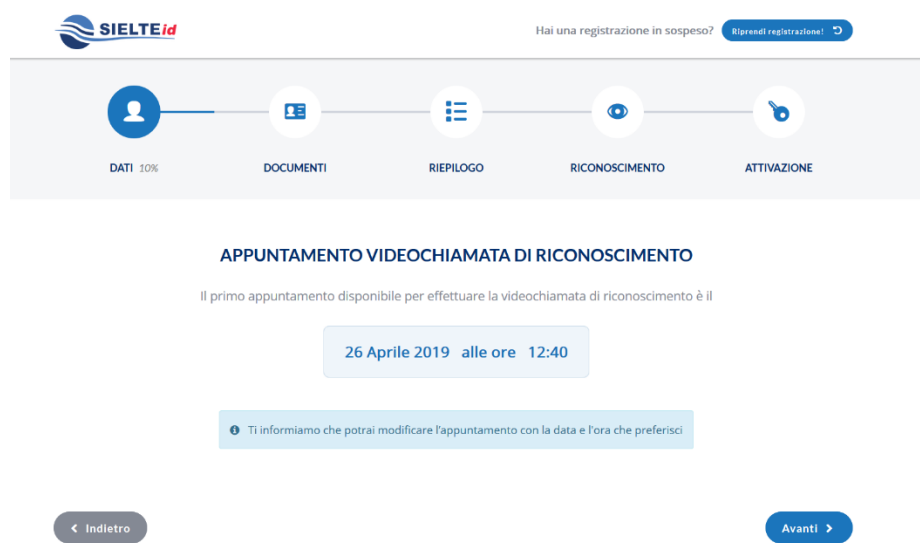 SIELTEid
Hai una registrazione in sospeso? Riprendi registrazione!
DATI 10% DOCUMENTI RIEPILOGO RICONOSCIMENTO ATTIVAZIONE
APPUNTAMENTO VIDEOCHIAMATA DI RICONOSCIMENTO
Il primo appuntamento disponibile per effettuare la videochiamata di riconoscimento è il
26 Aprile 2019 alle ore 12:40
Ti informiamo che potrai modificare l'appuntamento con la data e l'ora che preferisci
Indietro
Avanti